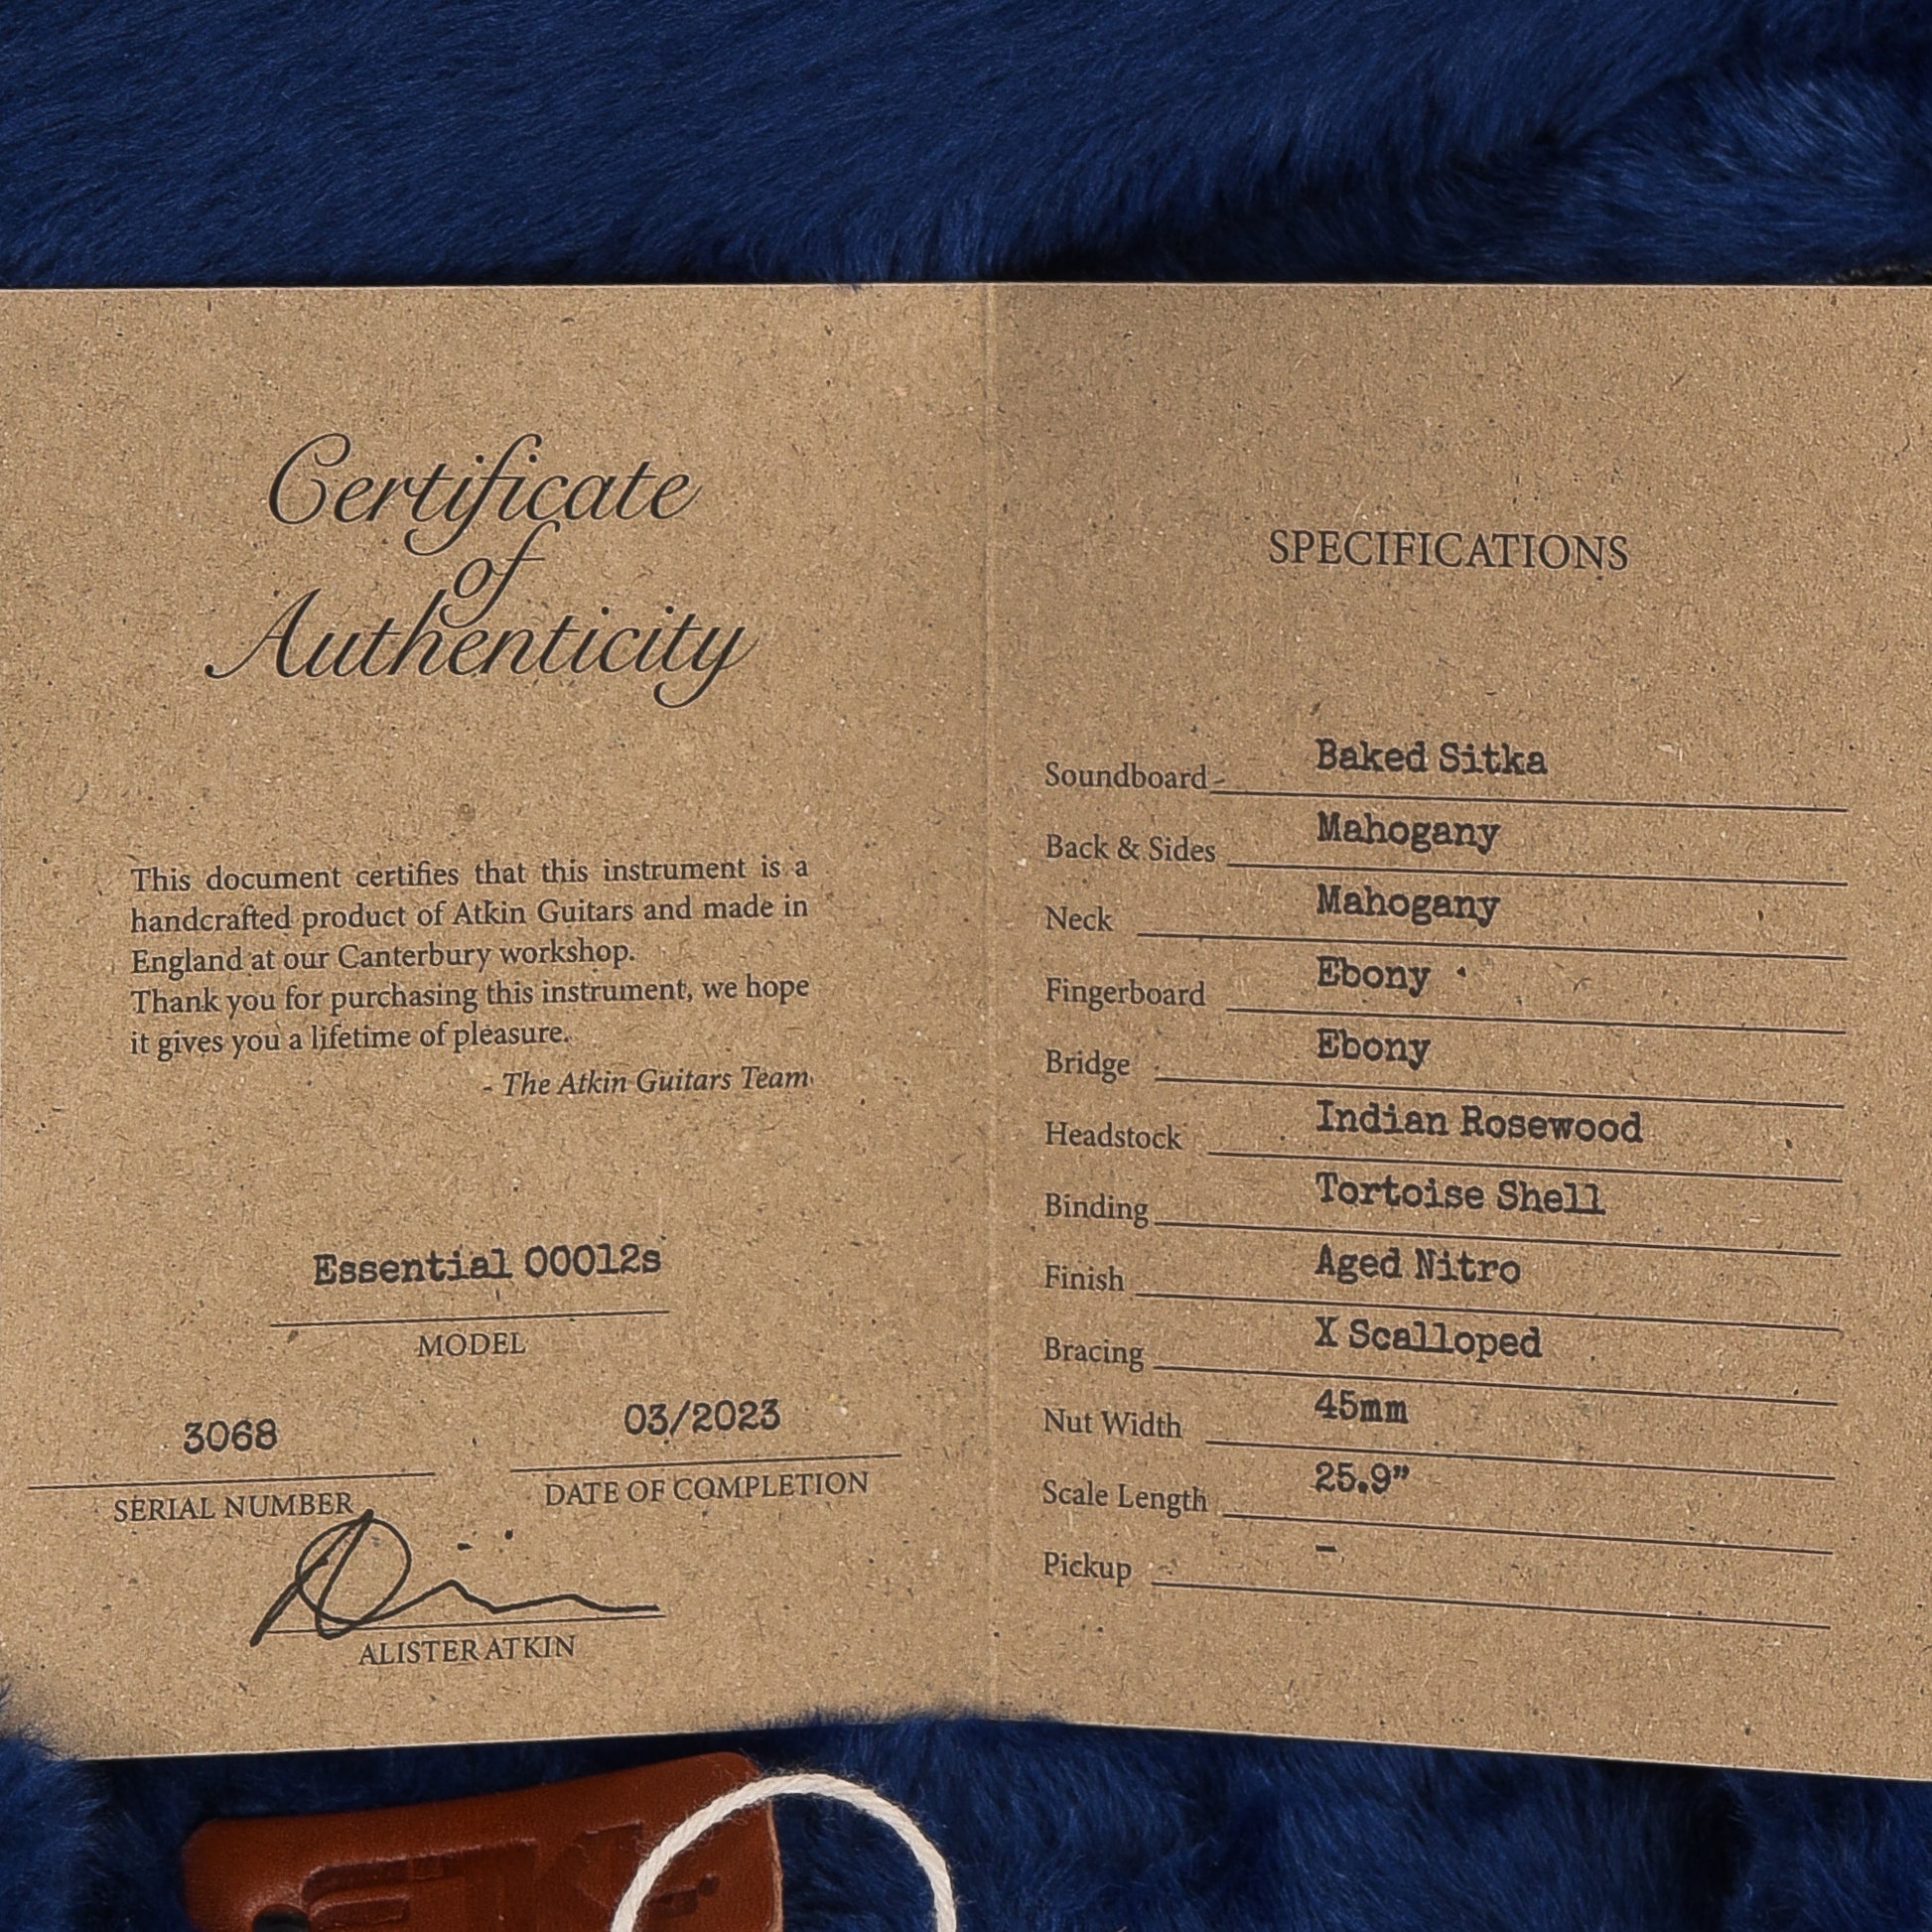 Certificate
of
Authenticity
This document certifies that this instrument is a
handcrafted product of Atkin Guitars and made in
England at our Canterbury workshop.
Thank you for purchasing this instrument, we hope
it gives you a lifetime of pleasure.
- The Atkin Guitars Team
Essential 00012s
MODEL
3068
SERIAL NUMBER
03/2023
DATE OF COMPLETION
ALISTER ATKIN
SPECIFICATIONS
Soundboard Baked Sitka
Back & Sides Mahogany
Neck Mahogany
Fingerboard Ebony
Bridge Ebony
Headstock Indian Rosewood
Binding Tortoise Shell
Finish Aged Nitro
Bracing X Scalloped
Nut Width 45mm
Scale Length 25.9”
Pickup -